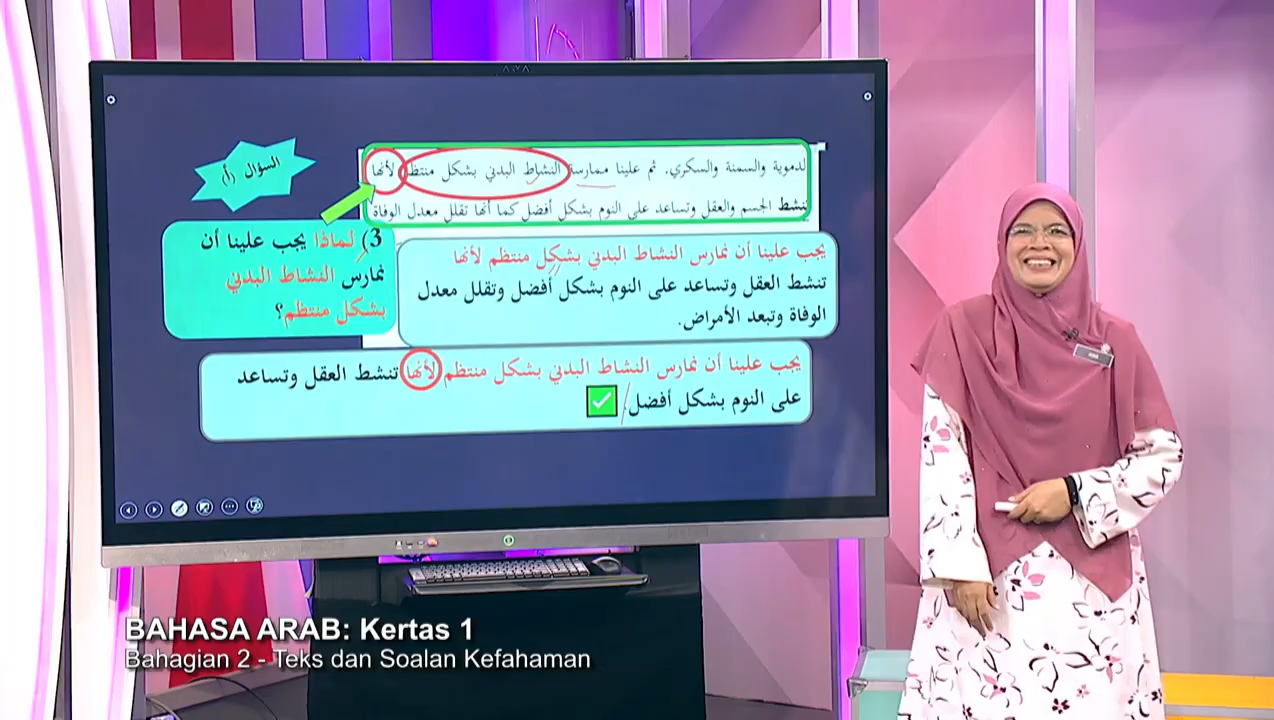 السؤال (أ)
لدموية والسمنة والسكري. ثم علينا ممارسة النشاط البدني بشكل منتظم لأنها
تنشط الجسم والعقل وتساعد على النوم بشكل أفضل كما أنها تقلل معدل الوفاة
3) لماذا يجب علينا أن
نمارس النشاط البدني
بشكل منتظم؟
يجب علينا أن نمارس النشاط البدني بشكل منتظم لأنها
تنشط العقل وتساعد على النوم بشكل أفضل وتقلل معدل
الوفاة وتبعد الأمراض.
يجب علينا أن نمارس النشاط البدني بشكل منتظم لأنها تنشط العقل وتساعد
على النوم بشكل أفضل.
BAHASA ARAB: Kertas 1
Bahagian 2 - Teks dan Soalan Kefahaman